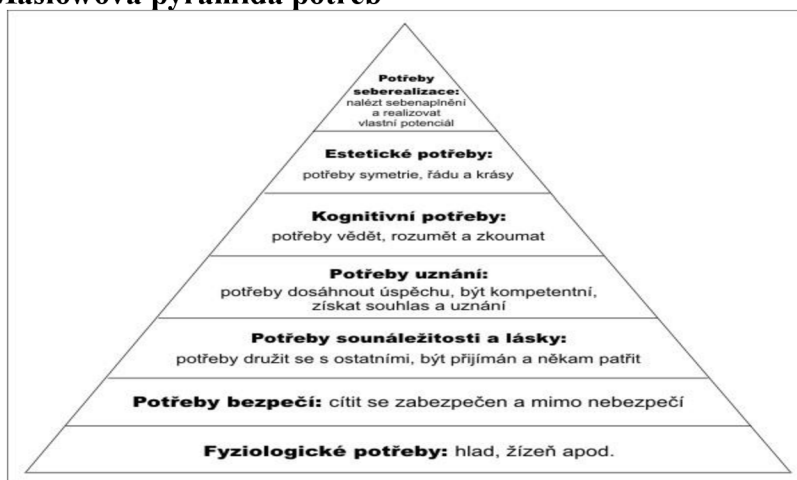 Maslowova pyramida potřeb
Potřeby
seberealizace:
nalézt sebenaplnění
a realizovat
vlastní potenciál
Estetické potřeby:
potřeby symetrie, řádu a krásy
Kognitivní potřeby:
potřeby vědět, rozumět a zkoumat
Potřeby uznání:
potřeby dosáhnout úspěchu, být kompetentní,
získat souhlas a uznání
Potřeby sounáležitosti a lásky:
potřeby družit se s ostatními, být přijímán a někam patřit
Potřeby bezpečí: cítit se zabezpečen a mimo nebezpečí
Fyziologické potřeby: hlad, žízeň apod.